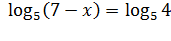 log₅(7 − x) = log₅ 4